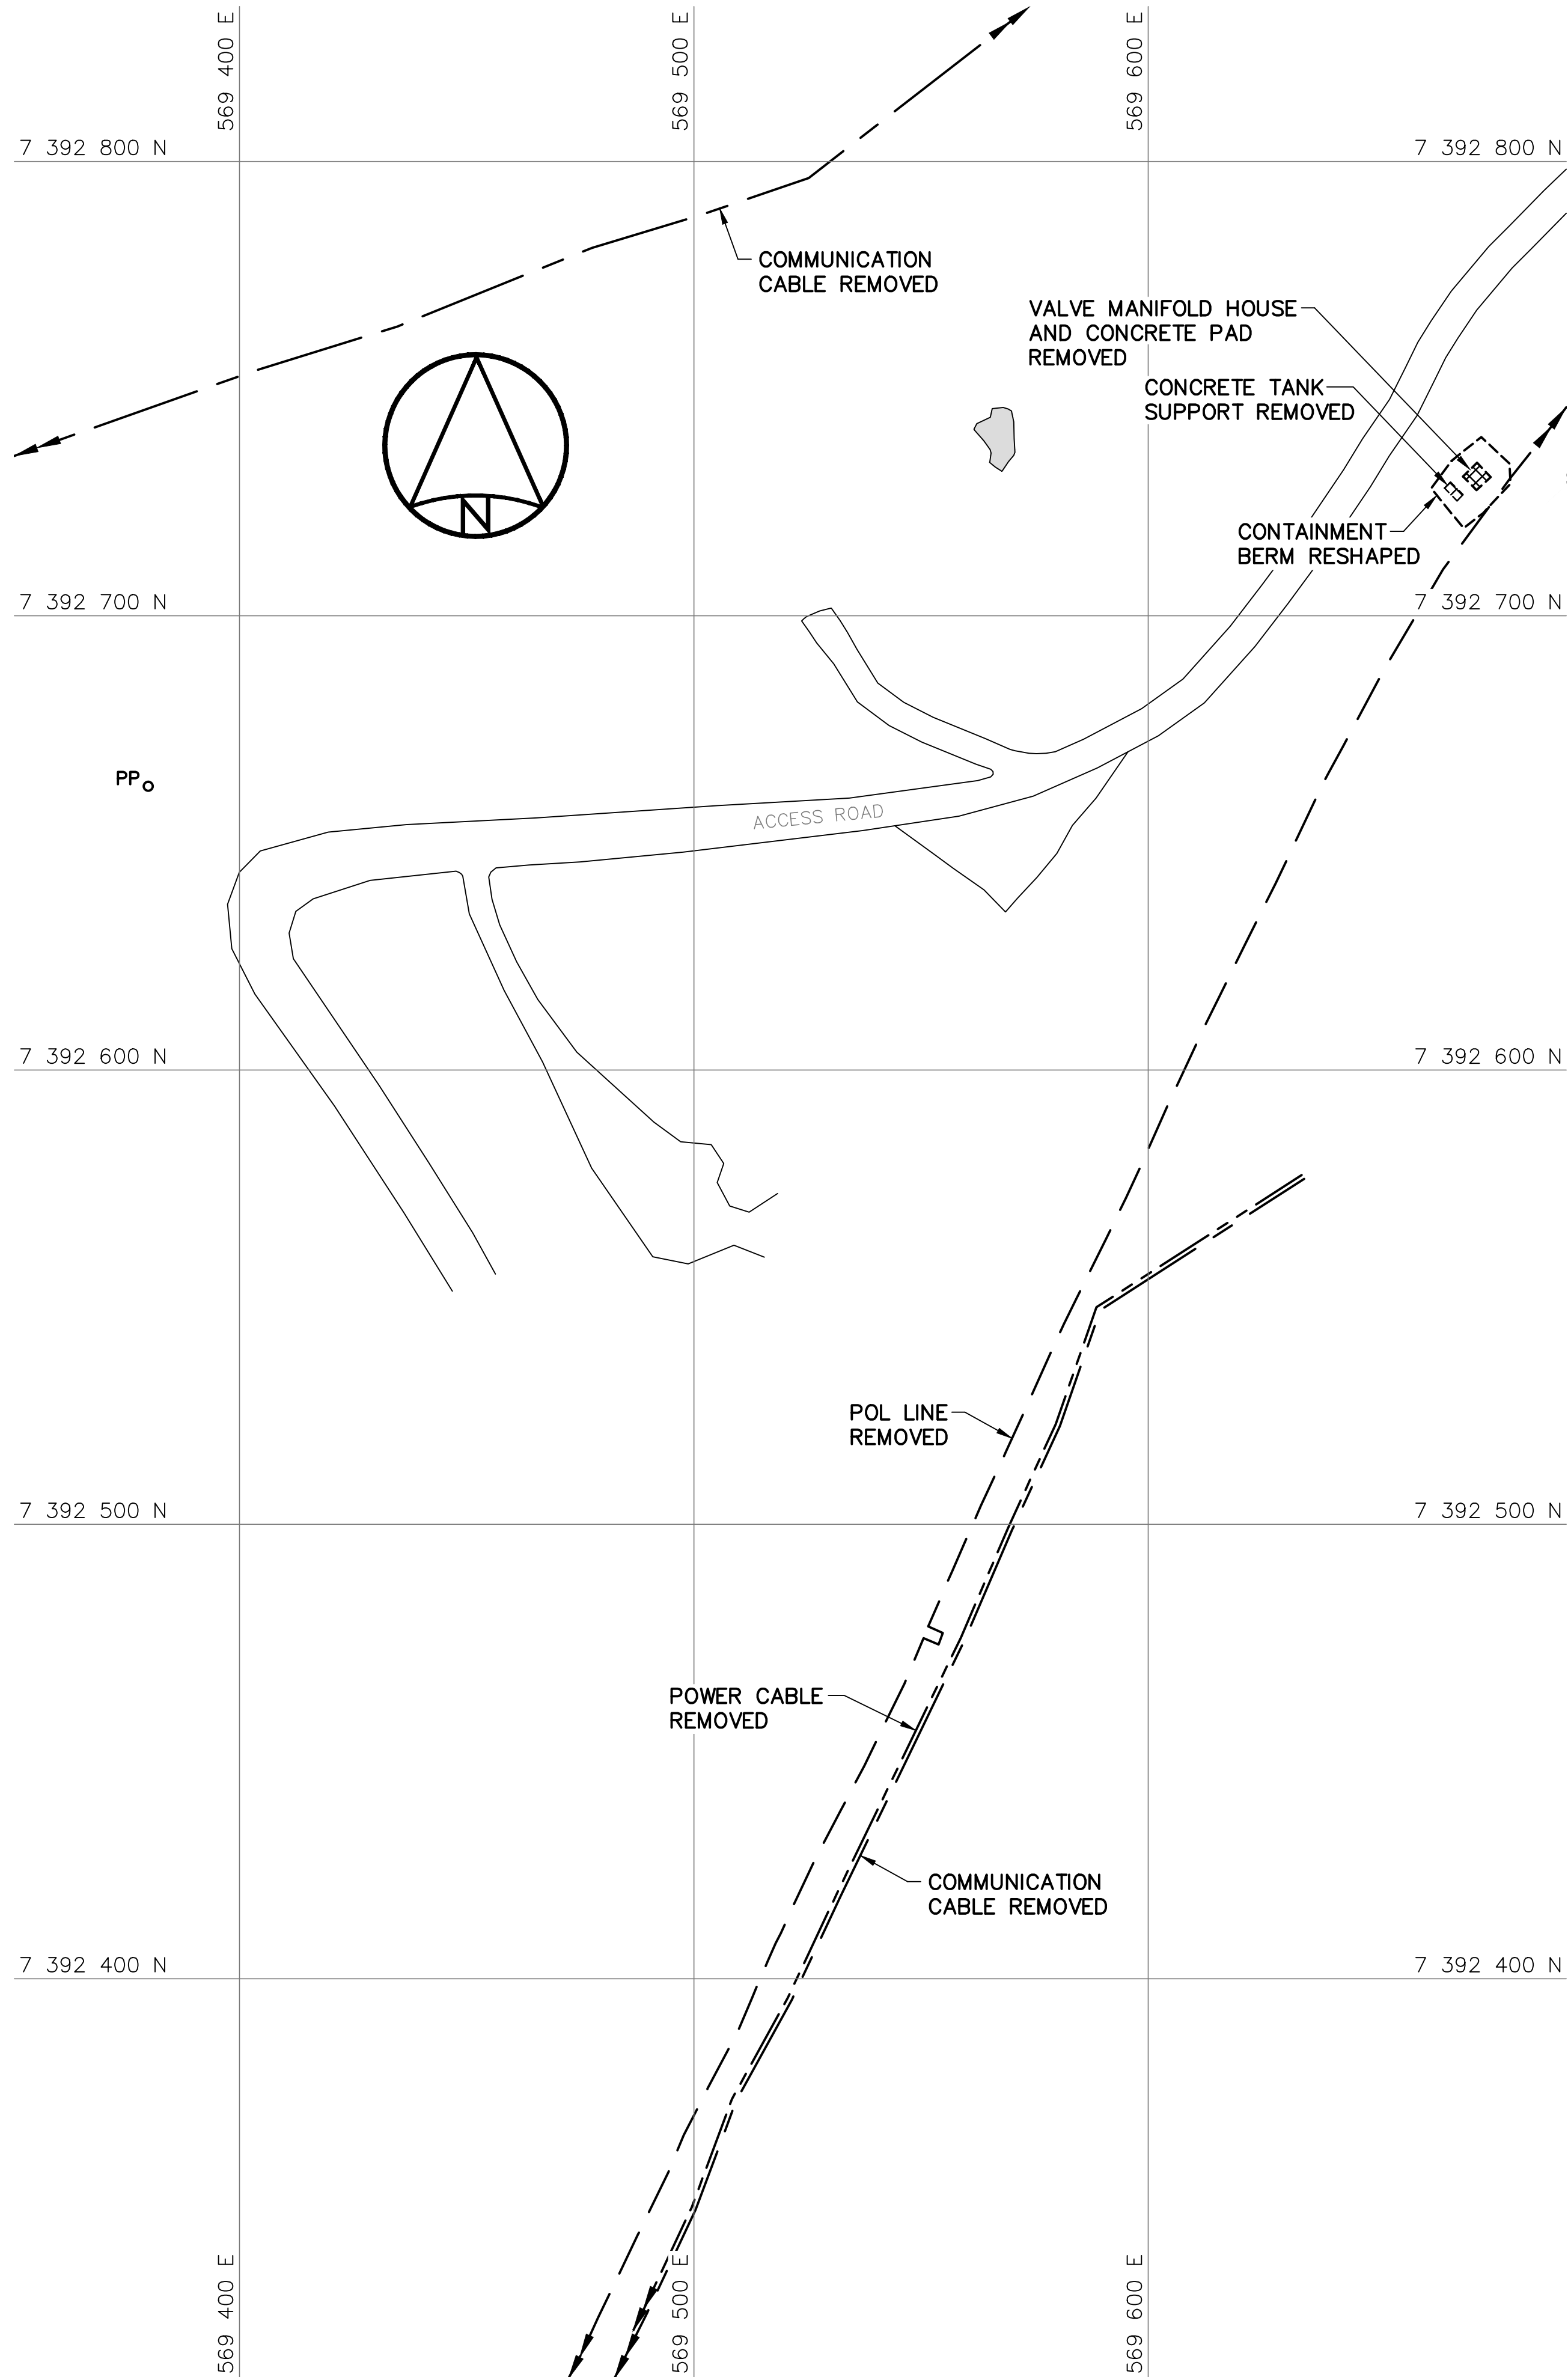 569 400 E
569 500 E
569 600 E
7 392 800 N
7 392 800 N
COMMUNICATION
CABLE REMOVED
VALVE MANIFOLD HOUSE
AND CONCRETE PAD
REMOVED
CONCRETE TANK
SUPPORT REMOVED
N
CONTAINMENT
BERM RESHAPED
7 392 700 N
7 392 700 N
PP
ACCESS ROAD
7 392 600 N
7 392 600 N
POL LINE
REMOVED
7 392 500 N
7 392 500 N
POWER CABLE
REMOVED
COMMUNICATION
CABLE REMOVED
7 392 400 N
7 392 400 N
569 400 E
569 500 E
569 600 E